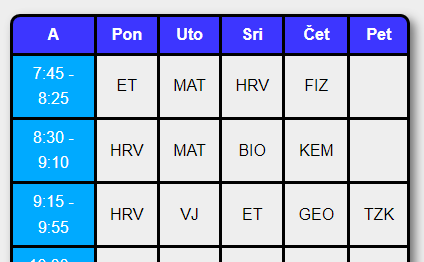 A Pon Uto Sri Čet Pet
7:45 - 8:25 ET MAT HRV FIZ
8:30 - 9:10 HRV MAT BIO KEM
9:15 - 9:55 HRV VJ ET GEO TZK